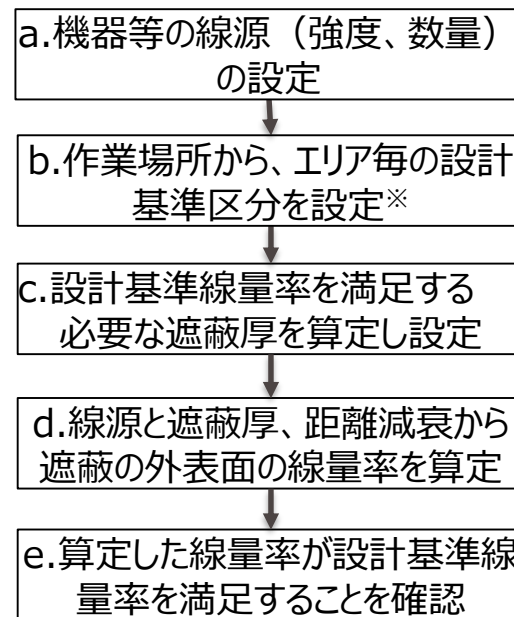 a.機器等の線源（強度、数量）
の設定
b.作業場所から、エリア毎の設計
基準区分を設定※
c.設計基準線量率を満足する
必要な遮蔽厚を算定し設定
d.線源と遮蔽厚、距離減衰から
遮蔽の外表面の線量率を算定
e.算定した線量率が設計基準線
量率を満足することを確認